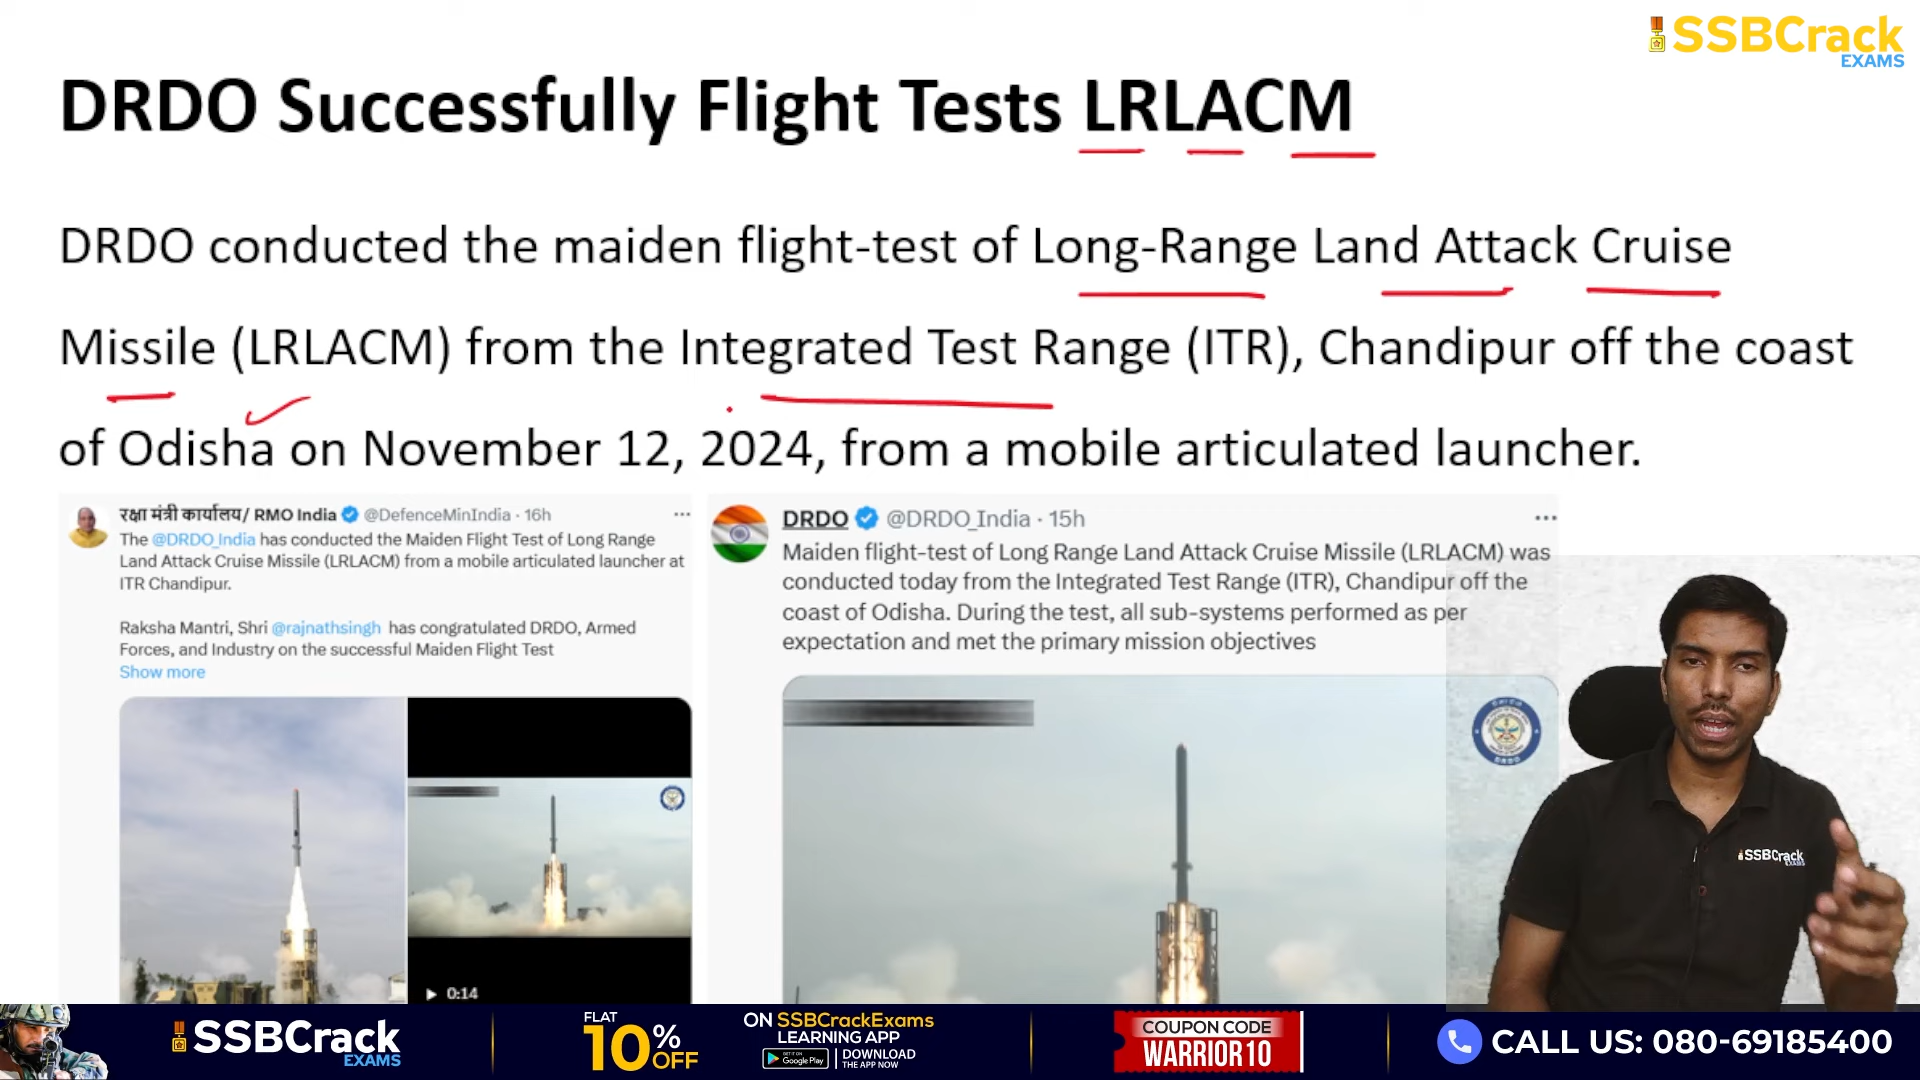 SSBCrack
EXAMS
DRDO Successfully Flight Tests LRLACM
DRDO conducted the maiden flight-test of Long-Range Land Attack Cruise
Missile (LRLACM) from the Integrated Test Range (ITR), Chandipur off the coast
of Odisha on November 12, 2024, from a mobile articulated launcher.
रक्षा मंत्री कार्यालय/ RMO India @DefenceMinIndia · 16h
The @DRDO_India has conducted the Maiden Flight Test of Long Range
Land Attack Cruise Missile (LRLACM) from a mobile articulated launcher at
ITR Chandipur.
Raksha Mantri, Shri @rajnathsingh has congratulated DRDO, Armed
Forces, and Industry on the successful Maiden Flight Test
Show more
0:14
DRDO @DRDO_India · 15h
Maiden flight-test of Long Range Land Attack Cruise Missile (LRLACM) was
conducted today from the Integrated Test Range (ITR), Chandipur off the
coast of Odisha. During the test, all sub-systems performed as per
expectation and met the primary mission objectives
DRDO
SSBCrack
EXAMS
SSBCrack
EXAMS
FLAT
10% OFF
ON SSBCrackExams
LEARNING APP
GET IT ON
Google Play
DOWNLOAD
THE APP NOW
COUPON CODE
WARRIOR10
CALL US: 080-69185400